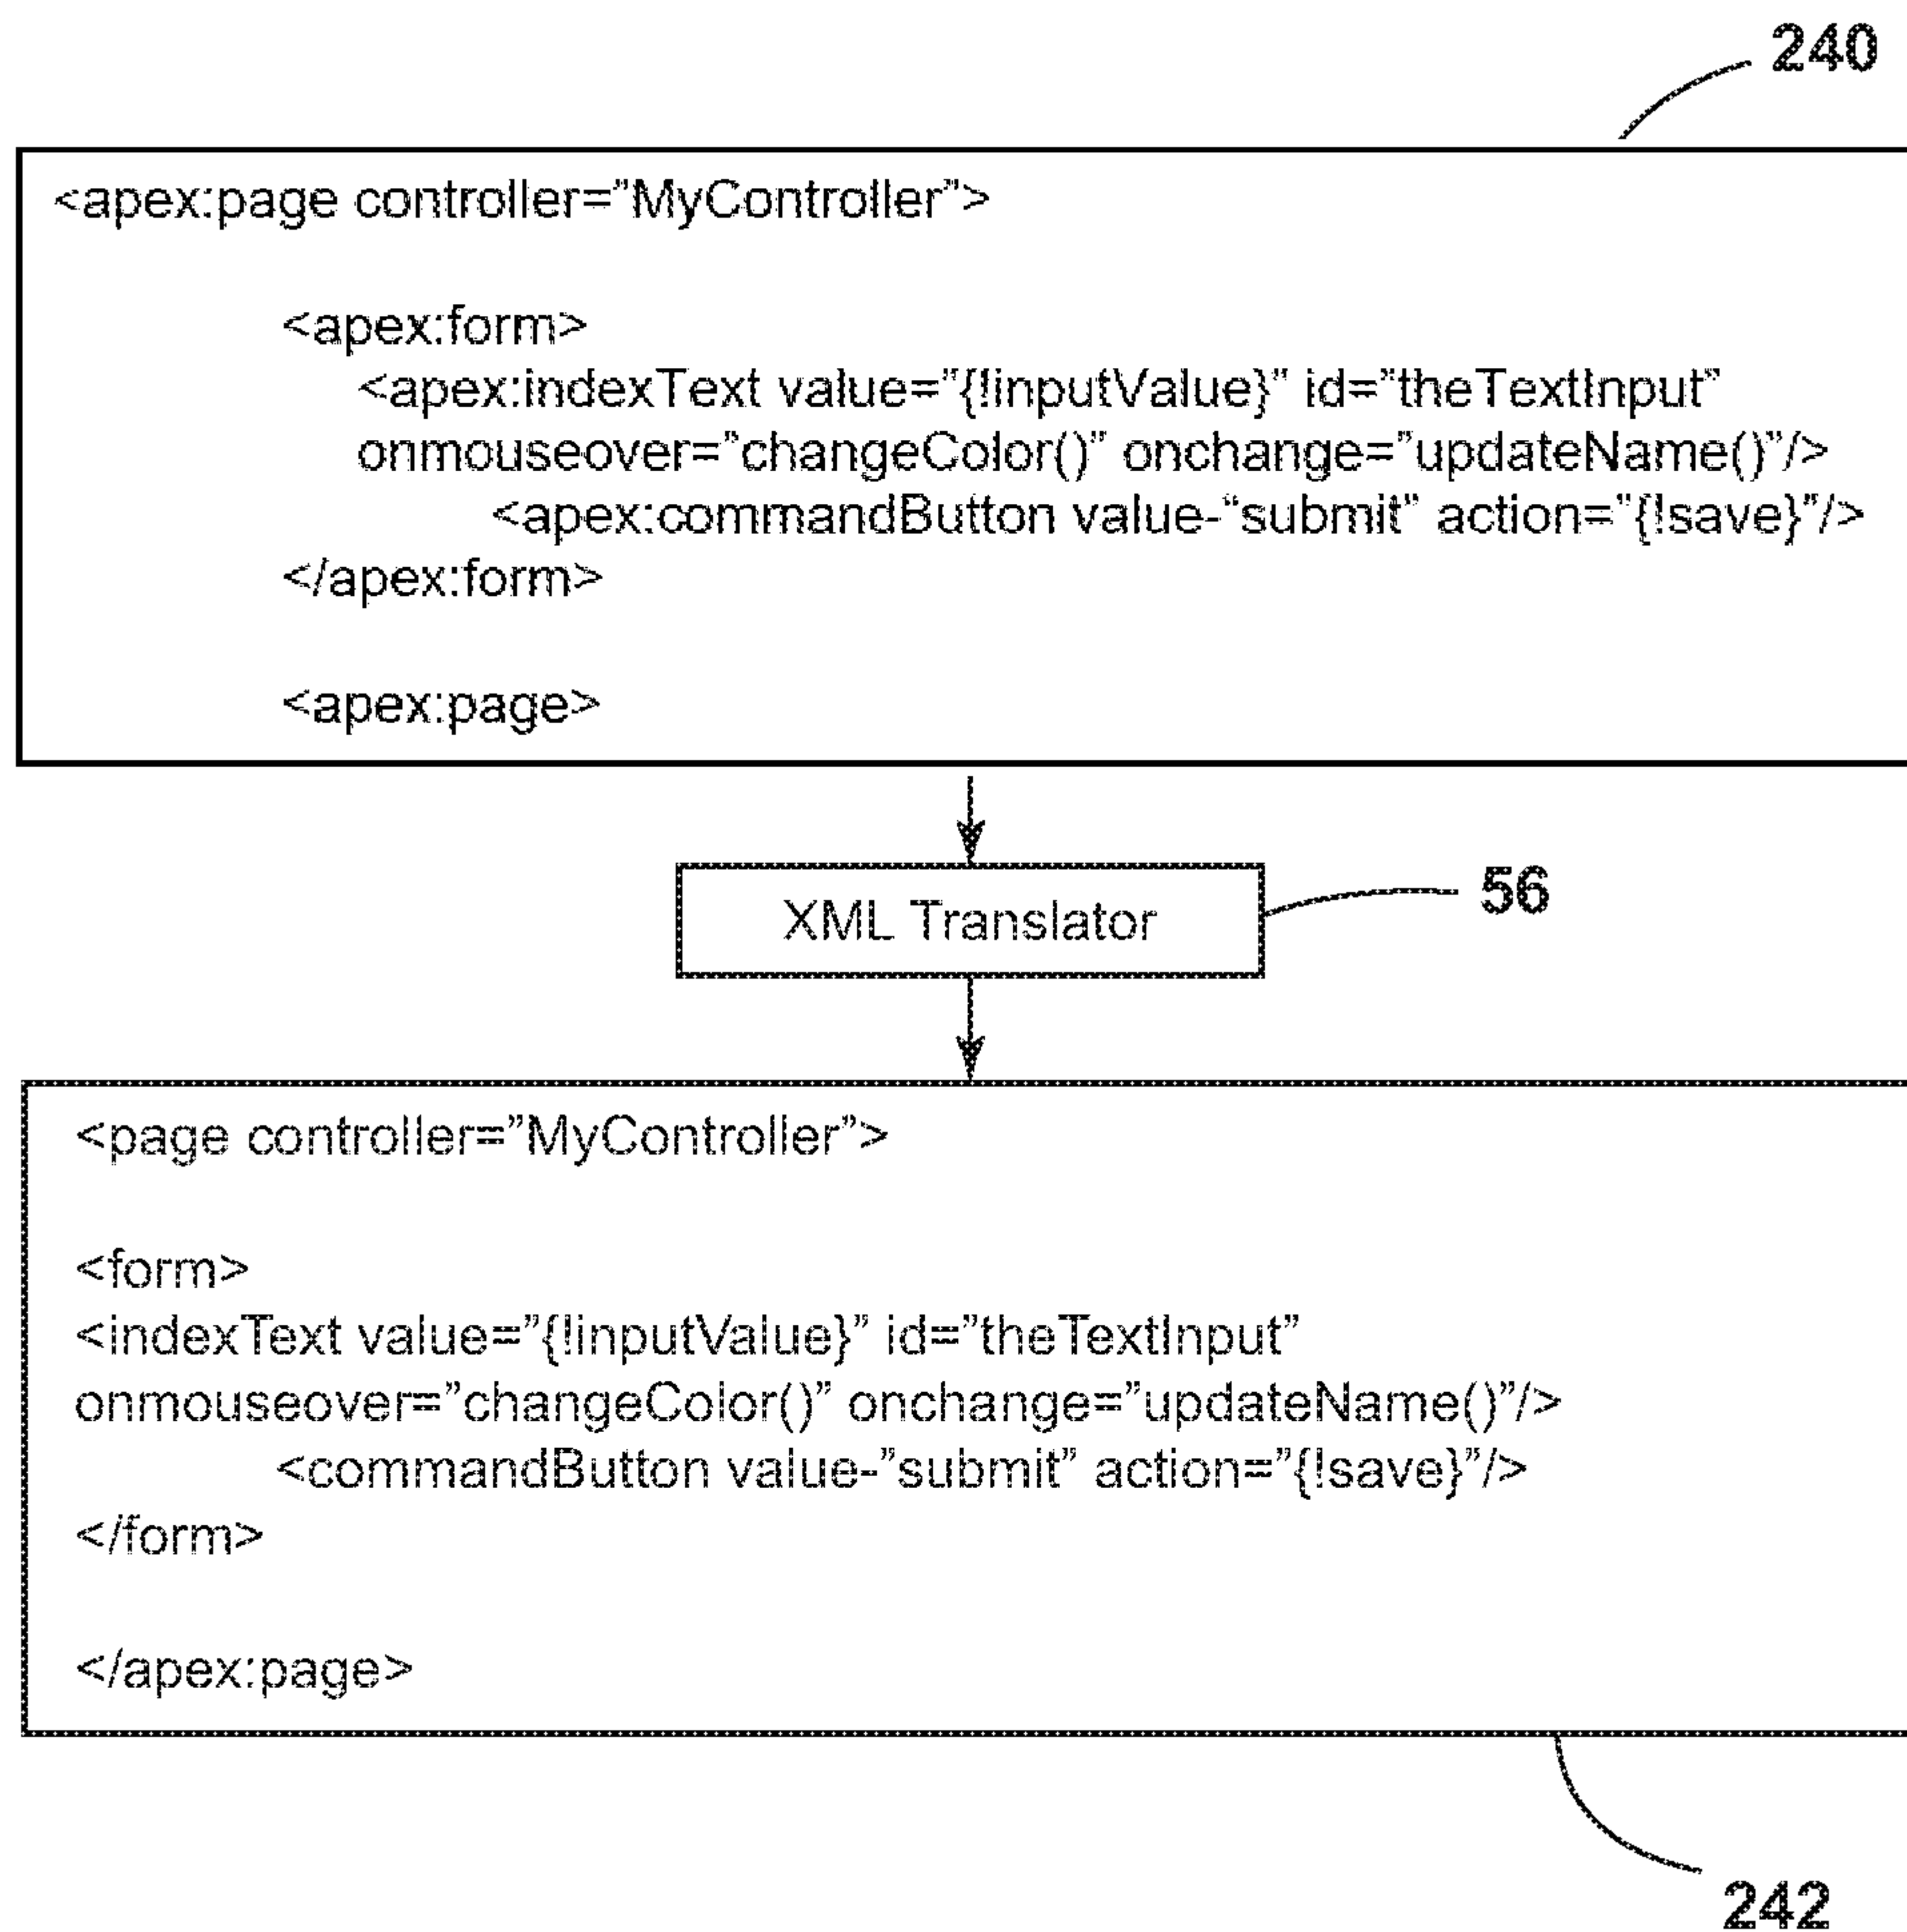 240
<apex:page controller=”MyController”>
<apex:form>
<apex:indexText value=”{!inputValue}” id=”theTextInput”
onmouseover=”changeColor()” onchange=”updateName()”/>
<apex:commandButton value-“submit” action=”{!save}”/>
</apex:form>
<apex:page>
XML Translator
56
<page controller=”MyController”>
<form>
<indexText value=”{!inputValue}” id=”theTextInput”
onmouseover=”changeColor()” onchange=”updateName()”/>
<commandButton value-”submit” action=”{!save}”/>
</form>
</apex:page>
242